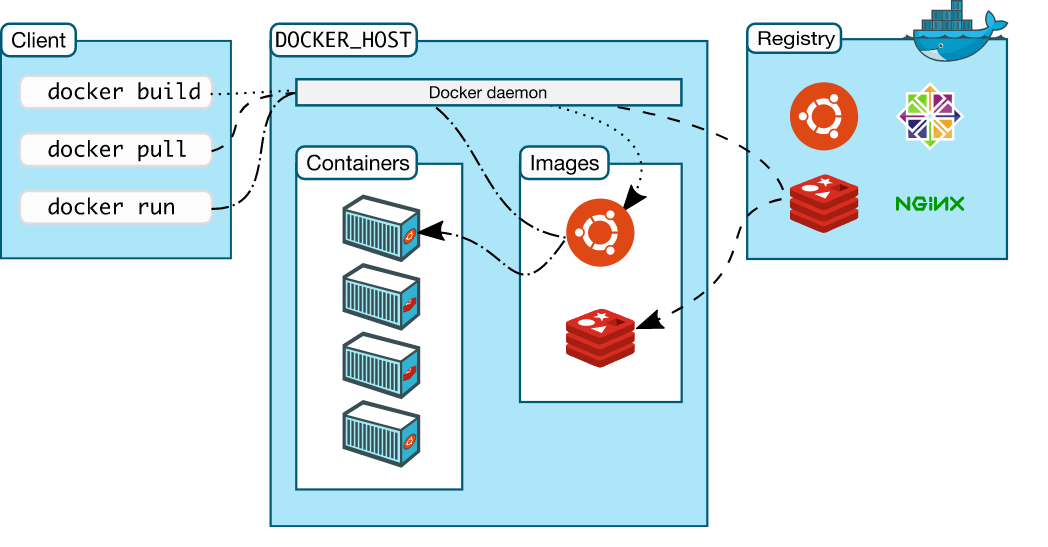 Client
docker build
docker pull
docker run
DOCKER_HOST
Docker daemon
Containers
Images
Registry
NGiNX